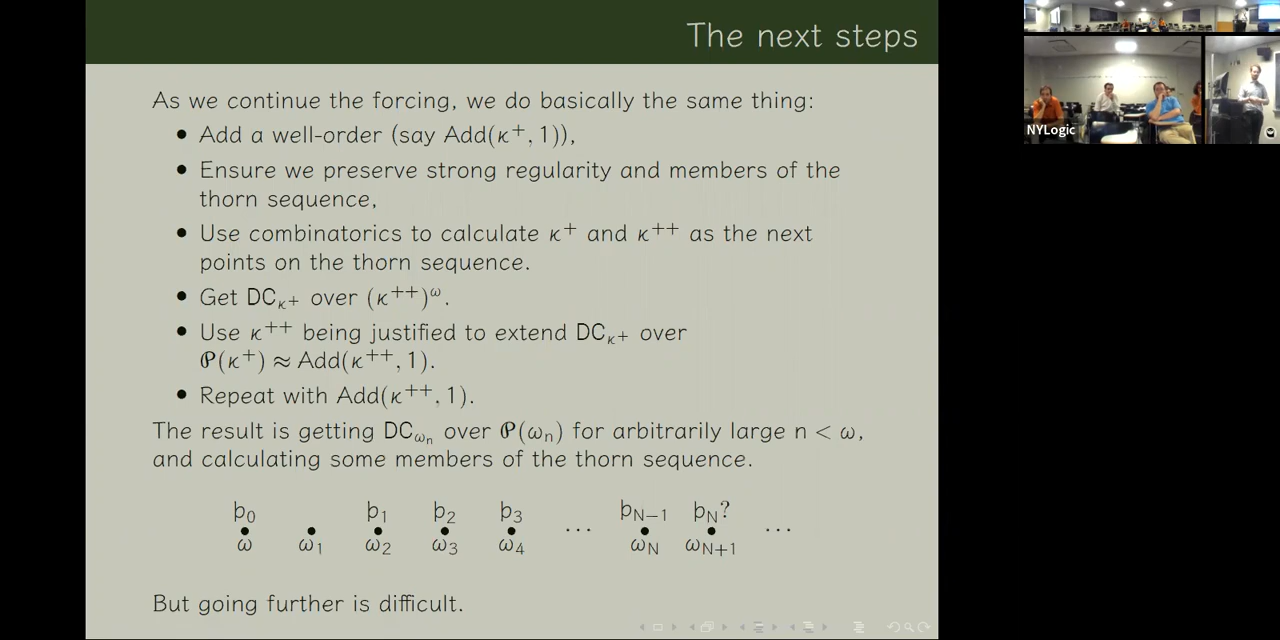 The next steps
As we continue the forcing, we do basically the same thing:
• Add a well-order (say Add(κ⁺, 1)),
• Ensure we preserve strong regularity and members of the
thorn sequence,
• Use combinatorics to calculate κ⁺ and κ⁺⁺ as the next
points on the thorn sequence.
• Get DC_κ⁺ over (κ⁺⁺)^ω.
• Use κ⁺⁺ being justified to extend DC_κ⁺ over
𝒫(κ⁺) ≈ Add(κ⁺⁺, 1).
• Repeat with Add(κ⁺⁺, 1).
The result is getting DC_ωₙ over 𝒫(ωₙ) for arbitrarily large n < ω,
and calculating some members of the thorn sequence.
þ₀ þ₁ þ₂ þ₃ ⋯ þ_N−1 þ_N? ⋯
ω ω₁ ω₂ ω₃ ω₄ ω_N ω_N+1
But going further is difficult.
NYLogic